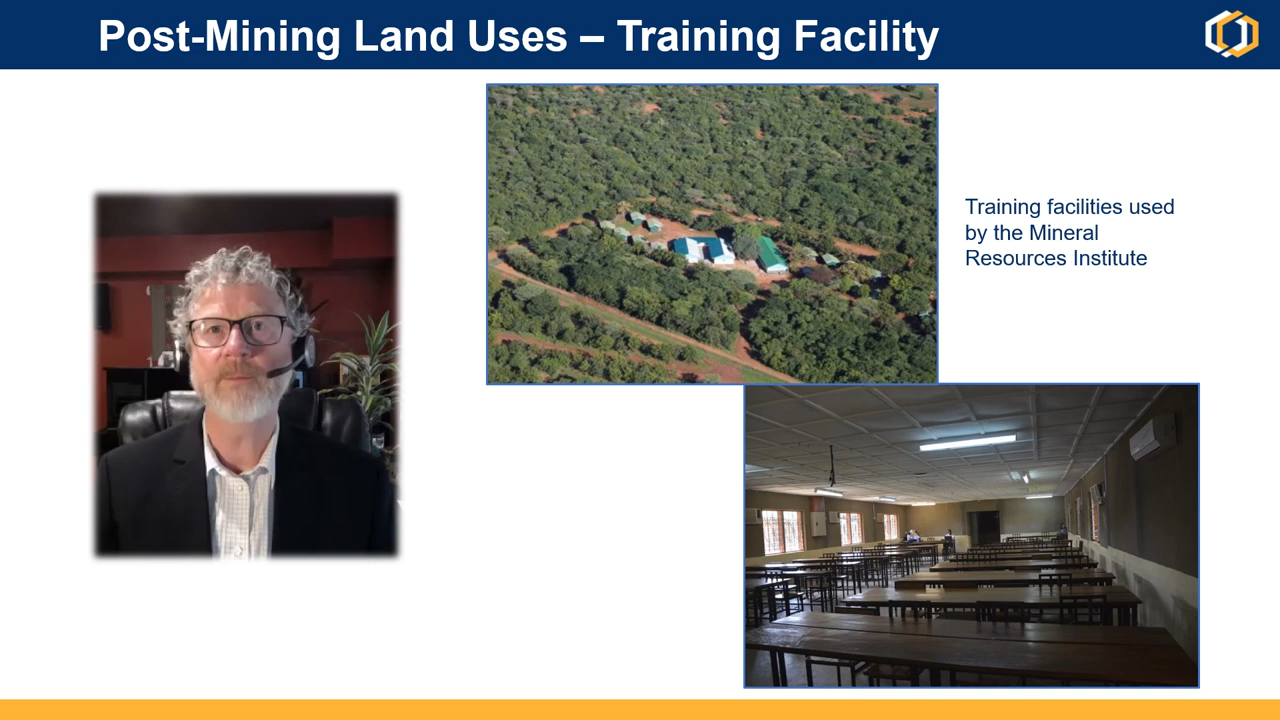 Post-Mining Land Uses – Training Facility
Training facilities used
by the Mineral
Resources Institute